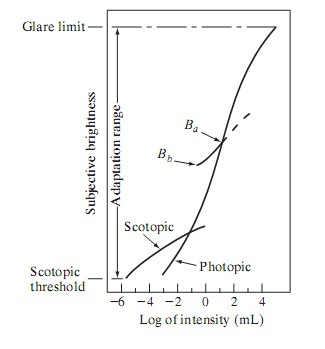 Glare limit
Subjective brightness
Adaptation range
Ba
Bb
Scotopic
Photopic
Scotopic
threshold
−6 −4 −2 0 2 4
Log of intensity (mL)